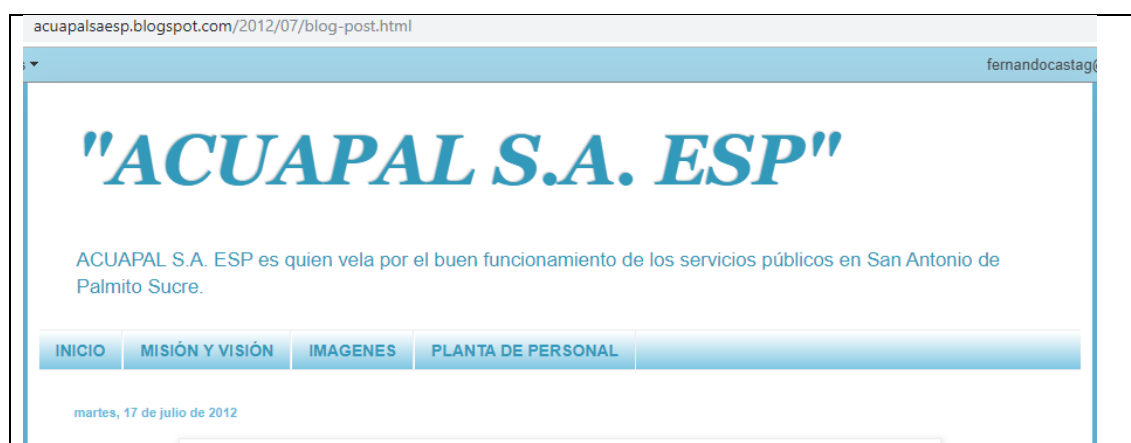 acuapalsaesp.blogspot.com/2012/07/blog-post.html
fernandocastag@
"ACUAPAL S.A. ESP"
ACUAPAL S.A. ESP es quien vela por el buen funcionamiento de los servicios públicos en San Antonio de
Palmito Sucre.
INICIO MISIÓN Y VISIÓN IMAGENES PLANTA DE PERSONAL
martes, 17 de julio de 2012